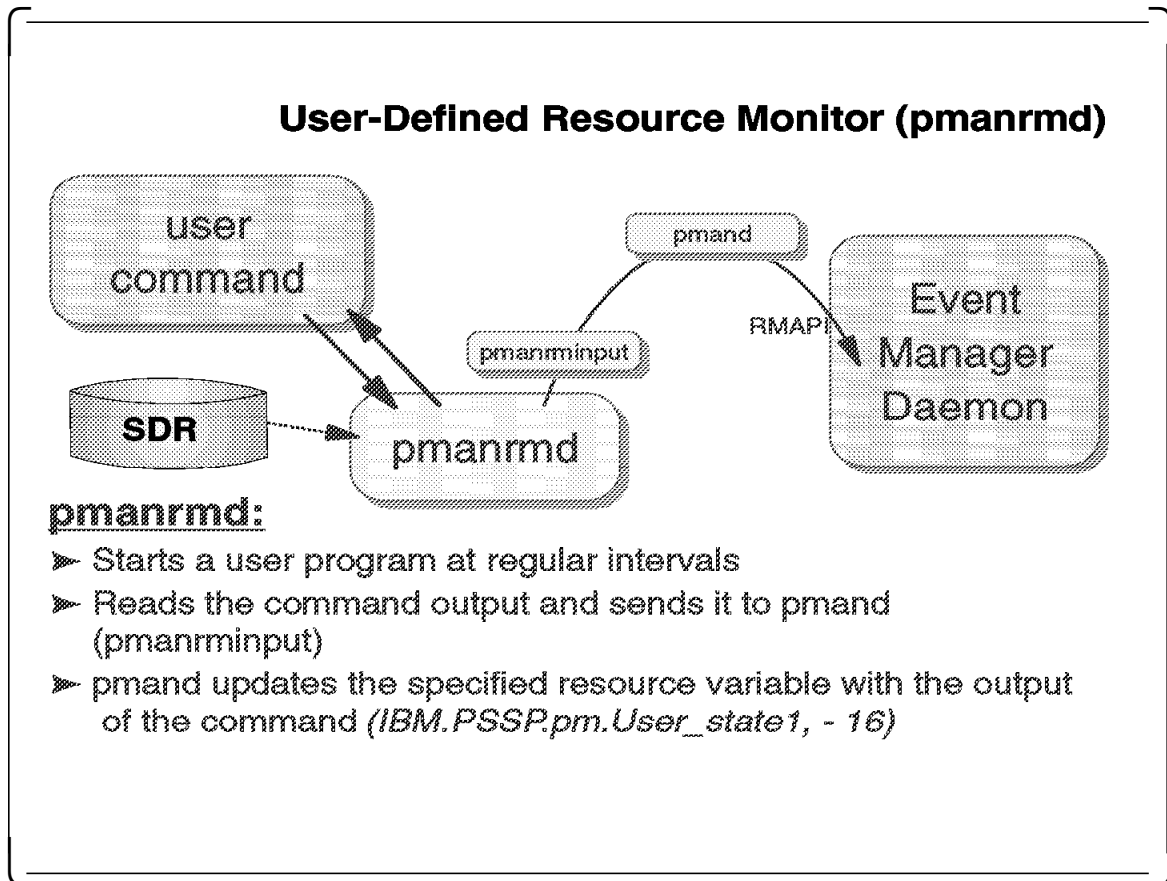 User-Defined Resource Monitor (pmanrmd)
user
command
pmand
Event
Manager
Daemon
RMAPI
pmanrminput
SDR
pmanrmd
pmanrmd:
Starts a user program at regular intervals
Reads the command output and sends it to pmand
(pmanrminput)
pmand updates the specified resource variable with the output
of the command (IBM.PSSP.pm.User_state1, - 16)